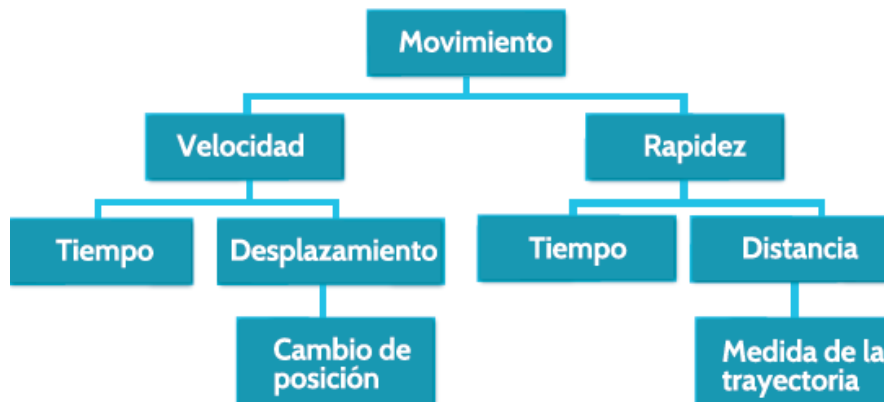 Movimiento
Velocidad
Rapidez
Tiempo
Desplazamiento
Tiempo
Distancia
Cambio de
posición
Medida de la
trayectoria